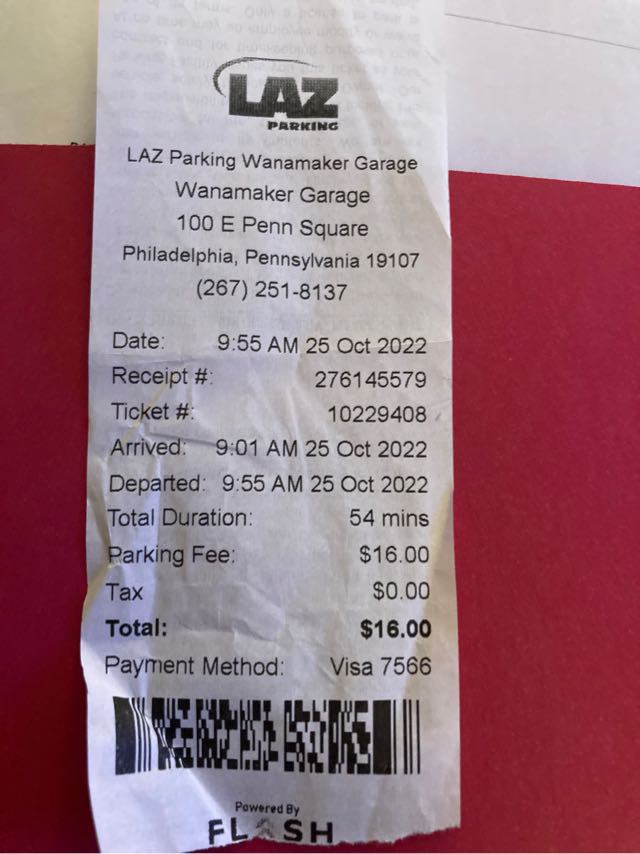 LAZ
PARKING
LAZ Parking Wanamaker Garage
Wanamaker Garage
100 E Penn Square
Philadelphia, Pennsylvania 19107
(267) 251-8137
Date: 9:55 AM 25 Oct 2022
Receipt #: 276145579
Ticket #: 10229408
Arrived: 9:01 AM 25 Oct 2022
Departed: 9:55 AM 25 Oct 2022
Total Duration: 54 mins
Parking Fee: $16.00
Tax $0.00
Total: $16.00
Payment Method: Visa 7566
Powered By
FLASH